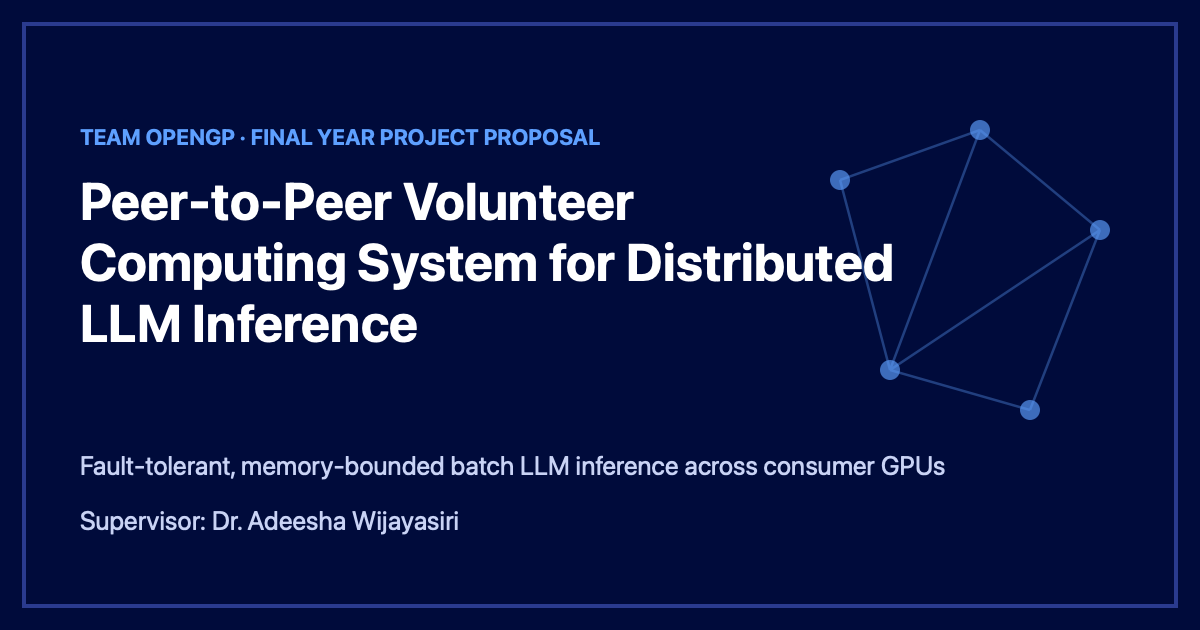 TEAM OPENGP · FINAL YEAR PROJECT PROPOSAL
Peer-to-Peer Volunteer
Computing System for Distributed
LLM Inference
Fault-tolerant, memory-bounded batch LLM inference across consumer GPUs
Supervisor: Dr. Adeesha Wijayasiri